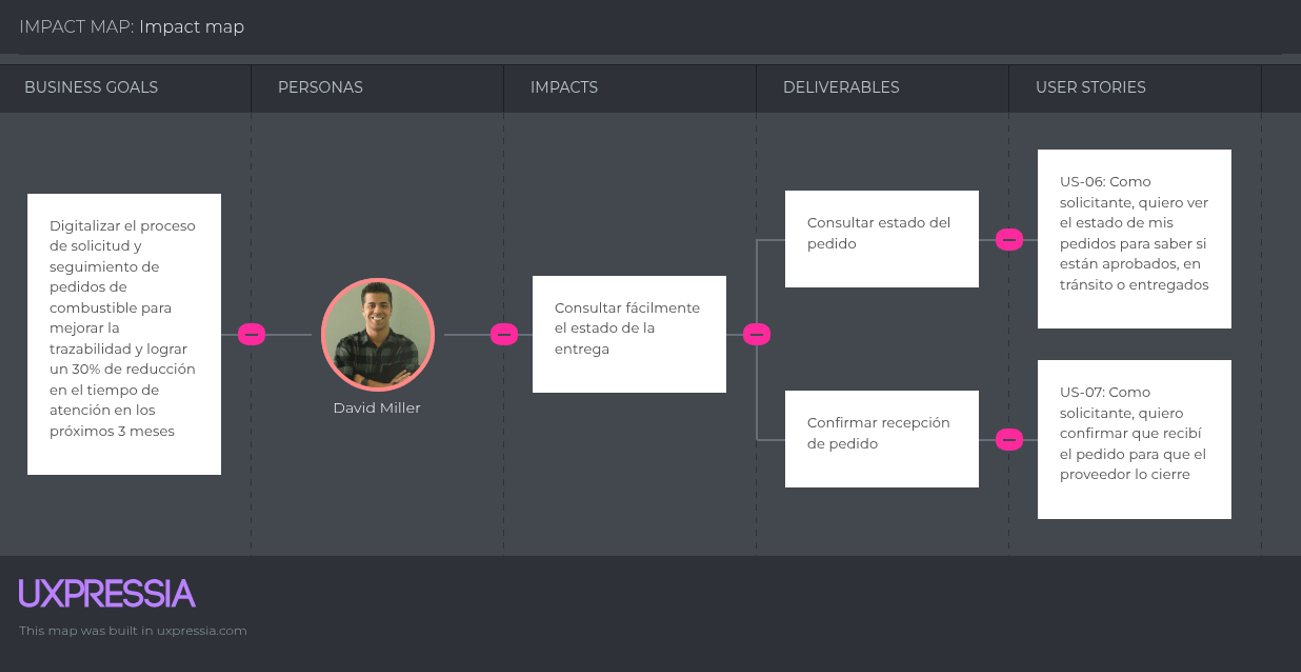 IMPACT MAP: Impact map
BUSINESS GOALS
PERSONAS
IMPACTS
DELIVERABLES
USER STORIES
Digitalizar el proceso
de solicitud y
seguimiento de
pedidos de
combustible para
mejorar la
trazabilidad y lograr
un 30% de reducción
en el tiempo de
atención en los
próximos 3 meses
David Miller
Consultar fácilmente
el estado de la
entrega
Consultar estado del
pedido
Confirmar recepción
de pedido
US-06: Como
solicitante, quiero ver
el estado de mis
pedidos para saber si
están aprobados, en
tránsito o entregados
US-07: Como
solicitante, quiero
confirmar que recibí
el pedido para que el
proveedor lo cierre
UXPRESSIA
This map was built in uxpressia.com